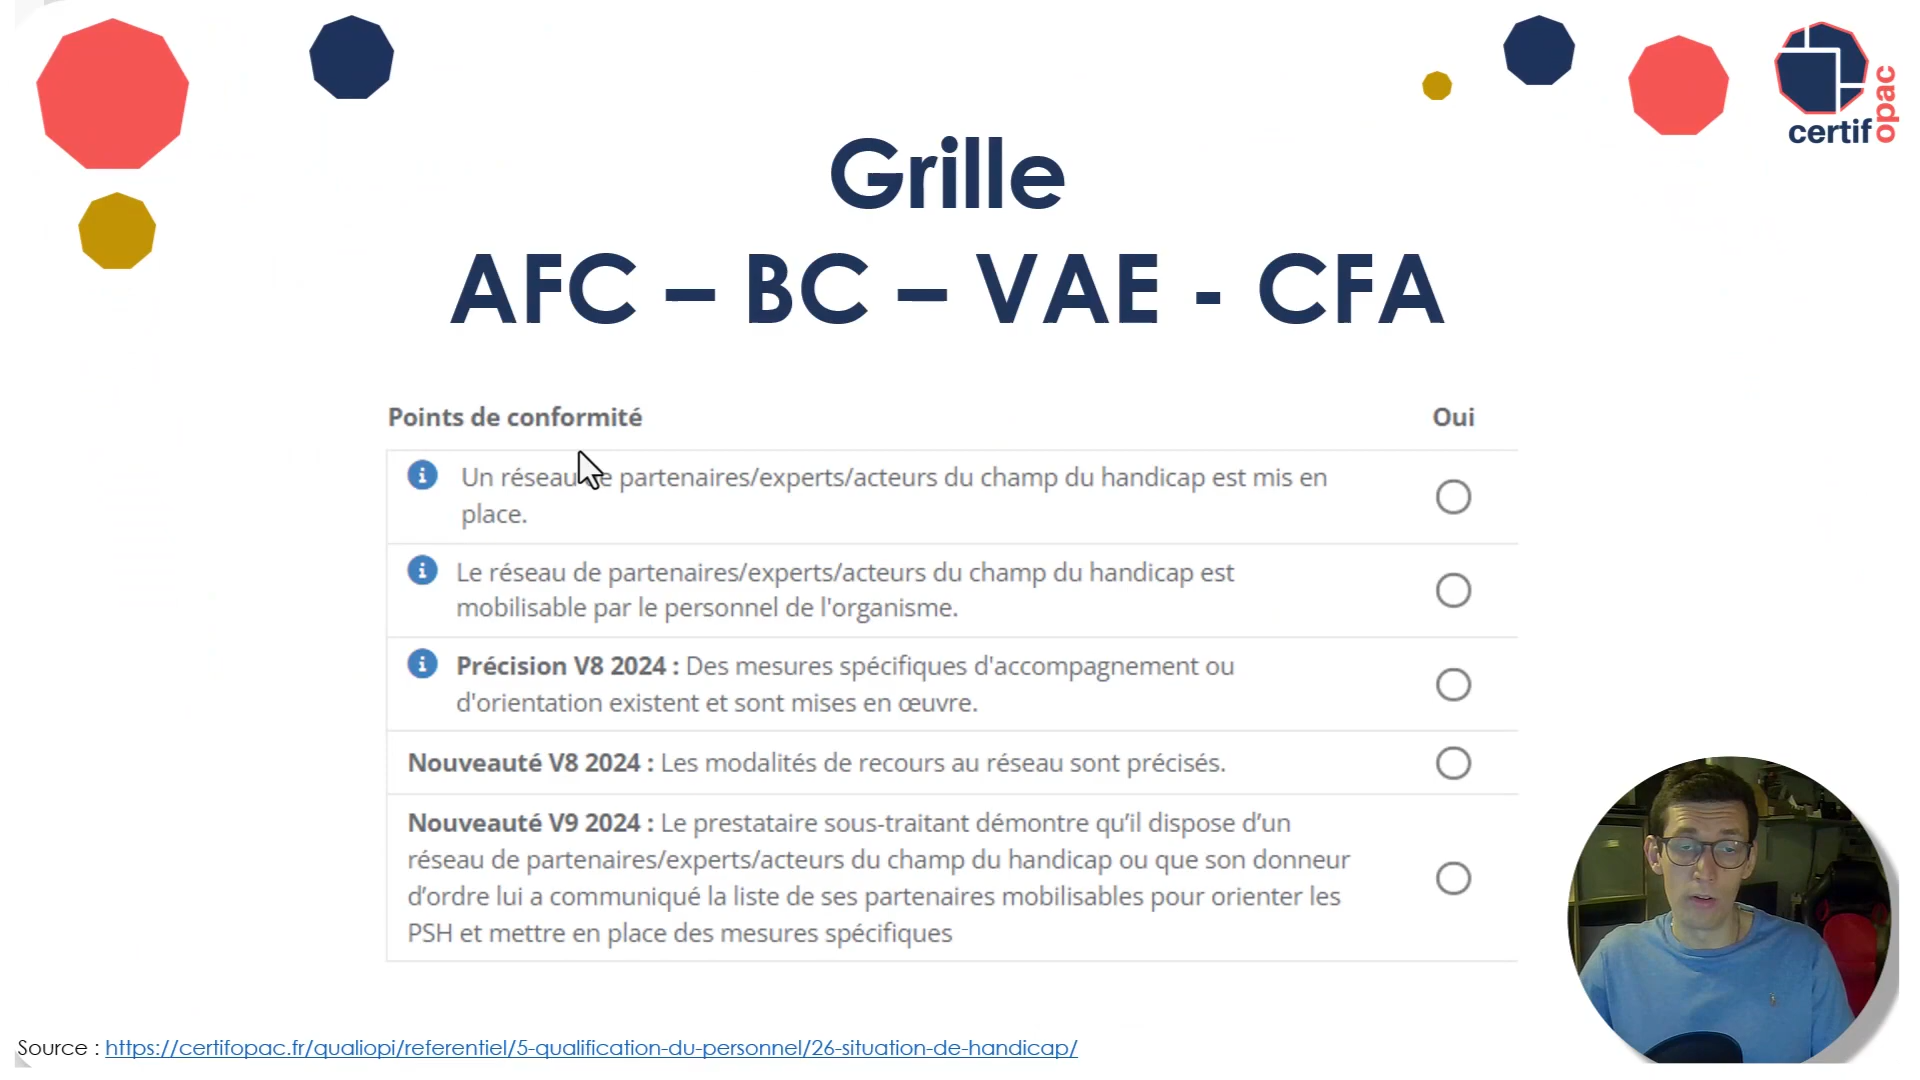 certif
opac
Grille
AFC – BC – VAE - CFA
Points de conformité
Oui
Un réseau de partenaires/experts/acteurs du champ du handicap est mis en
place.
Le réseau de partenaires/experts/acteurs du champ du handicap est
mobilisable par le personnel de l'organisme.
Précision V8 2024 : Des mesures spécifiques d'accompagnement ou
d'orientation existent et sont mises en œuvre.
Nouveauté V8 2024 : Les modalités de recours au réseau sont précisés.
Nouveauté V9 2024 : Le prestataire sous-traitant démontre qu’il dispose d’un
réseau de partenaires/experts/acteurs du champ du handicap ou que son donneur
d’ordre lui a communiqué la liste de ses partenaires mobilisables pour orienter les
PSH et mettre en place des mesures spécifiques
Source : https://certifopac.fr/qualiopi/referentiel/5-qualification-du-personnel/26-situation-de-handicap/